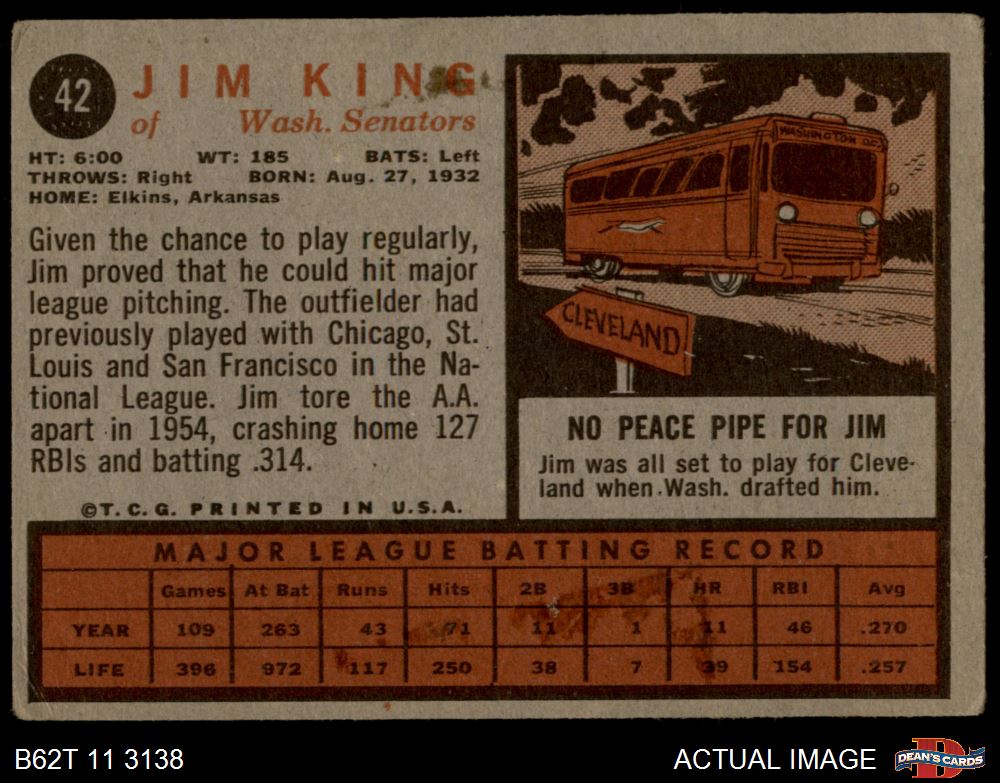 42
JIM KING
of Wash. Senators
HT: 6:00 WT: 185 BATS: Left
THROWS: Right BORN: Aug. 27, 1932
HOME: Elkins, Arkansas
Given the chance to play regularly,
Jim proved that he could hit major
league pitching. The outfielder had
previously played with Chicago, St.
Louis and San Francisco in the Na-
tional League. Jim tore the A.A.
apart in 1954, crashing home 127
RBIs and batting .314.
©T.C.G. PRINTED IN U.S.A.
WASHINGTON DC
CLEVELAND
NO PEACE PIPE FOR JIM
Jim was all set to play for Cleve-
land when Wash. drafted him.
MAJOR LEAGUE BATTING RECORD
Games At Bat Runs Hits 2B 3B HR RBI Avg
YEAR 109 263 43 71 11 1 11 46 .270
LIFE 396 972 117 250 38 7 39 154 .257
B62T 11 3138
ACTUAL IMAGE
DEAN'S CARDS